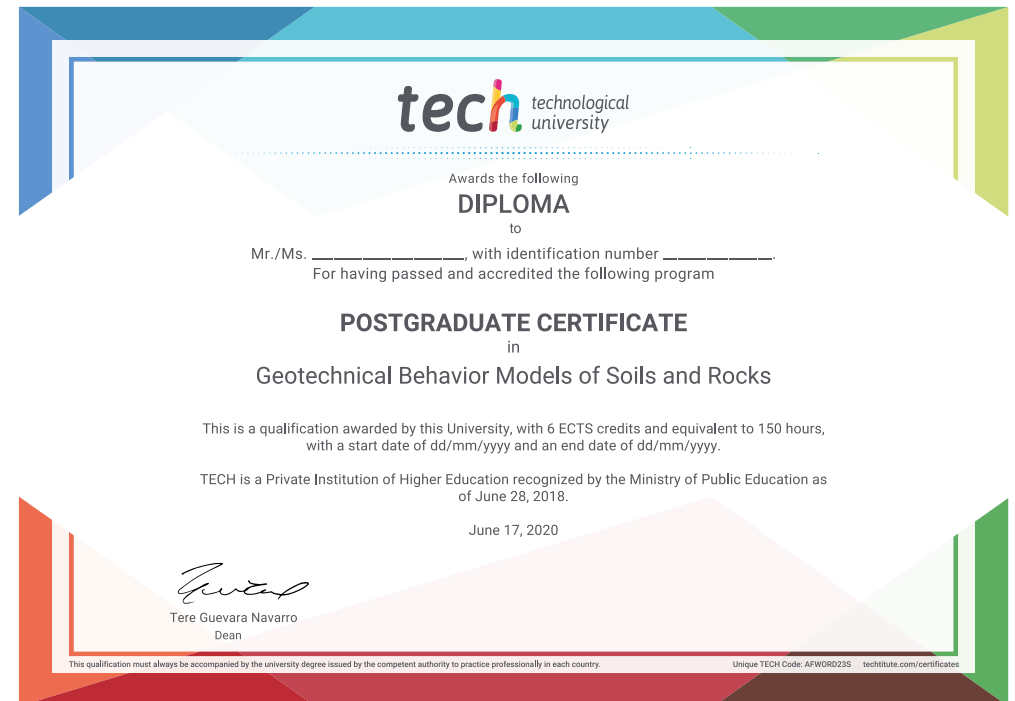 tech technological
university
Awards the following
DIPLOMA
to
Mr./Ms. __________________, with identification number _____________.
For having passed and accredited the following program
POSTGRADUATE CERTIFICATE
in
Geotechnical Behavior Models of Soils and Rocks
This is a qualification awarded by this University, with 6 ECTS credits and equivalent to 150 hours,
with a start date of dd/mm/yyyy and an end date of dd/mm/yyyy.
TECH is a Private Institution of Higher Education recognized by the Ministry of Public Education as
of June 28, 2018.
June 17, 2020
Tere Guevara Navarro
Dean
This qualification must always be accompanied by the university degree issued by the competent authority to practice professionally in each country. Unique TECH Code: AFWORD23S techtitute.com/certificates